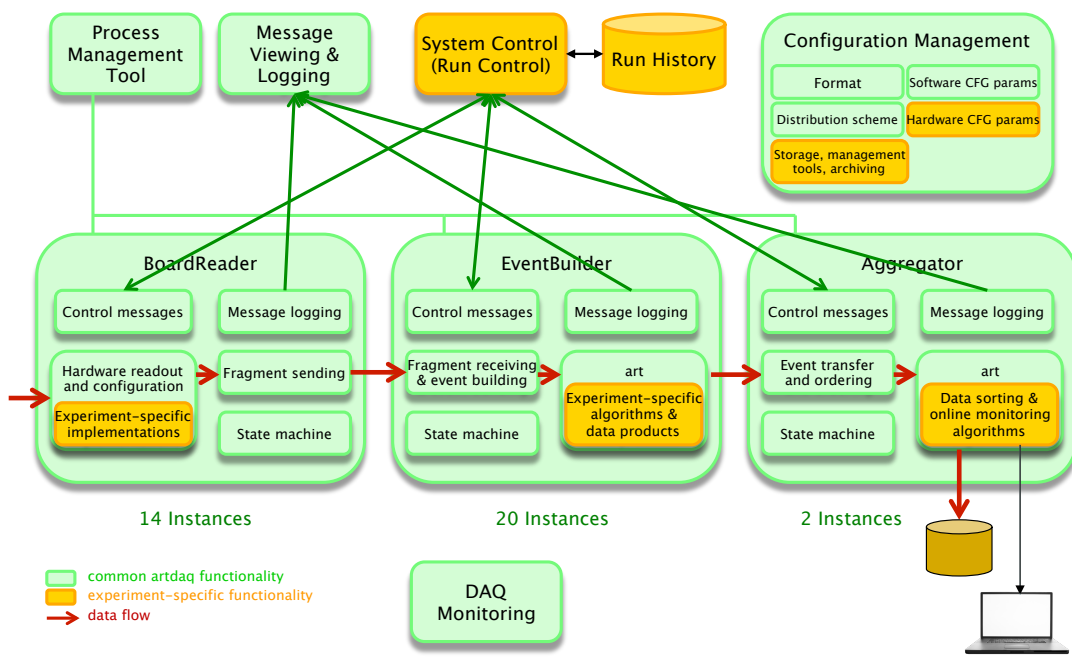 Process
Management
Tool
Message
Viewing &
Logging
System Control
(Run Control)
Run History
Configuration Management
Format
Software CFG params
Distribution scheme
Hardware CFG params
Storage, management
tools, archiving
BoardReader
Control messages
Message logging
Hardware readout
and configuration
Experiment-specific
implementations
Fragment sending
State machine
14 Instances
EventBuilder
Control messages
Message logging
Fragment receiving
& event building
art
Experiment-specific
algorithms &
data products
State machine
20 Instances
Aggregator
Control messages
Message logging
Event transfer
and ordering
art
Data sorting &
online monitoring
algorithms
State machine
2 Instances
common artdaq functionality
experiment-specific functionality
data flow
DAQ
Monitoring